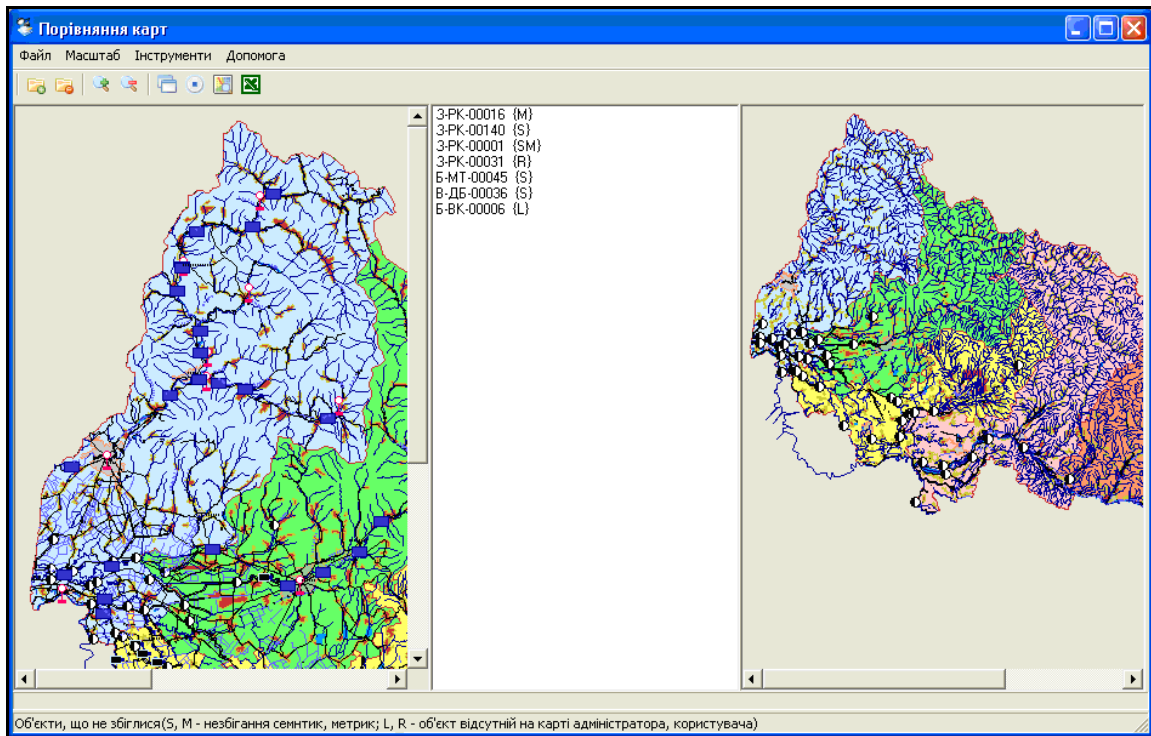 Порівняння карт
Файл Масштаб Інструменти Допомога
З-РК-00016 {M}
З-РК-00140 {S}
З-РК-00001 {SM}
З-РК-00031 {R}
Б-МТ-00045 {S}
В-ДБ-00036 {S}
Б-ВК-00006 {L}
Об'єкти, що не збіглися(S, M - незбігання семнтик, метрик; L, R - об'єкт відсутній на карті адміністратора, користувача)